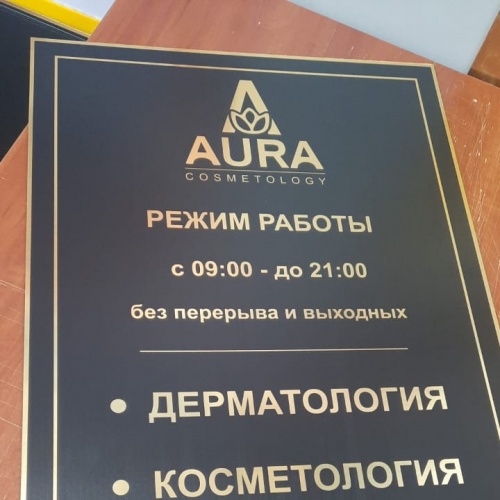 AURA
COSMETOLOGY
РЕЖИМ РАБОТЫ
с 09:00 - до 21:00
без перерыва и выходных
• ДЕРМАТОЛОГИЯ
• КОСМЕТОЛОГИЯ